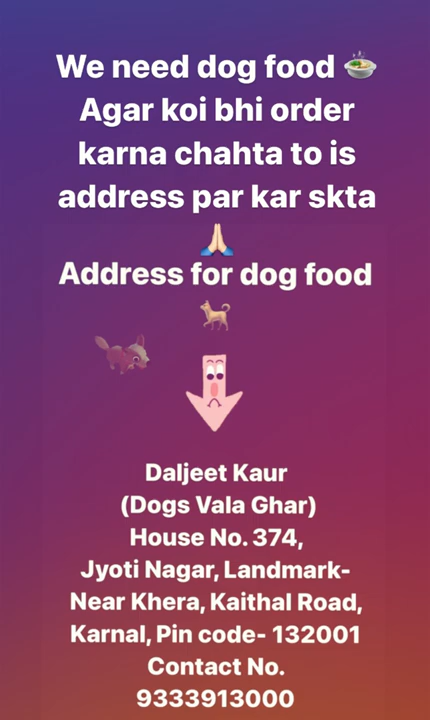 We need dog food 🍲
Agar koi bhi order
karna chahta to is
address par kar skta
🙏🏻
Address for dog food
🐕
Daljeet Kaur
(Dogs Vala Ghar)
House No. 374,
Jyoti Nagar, Landmark-
Near Khera, Kaithal Road,
Karnal, Pin code- 132001
Contact No.
9333913000